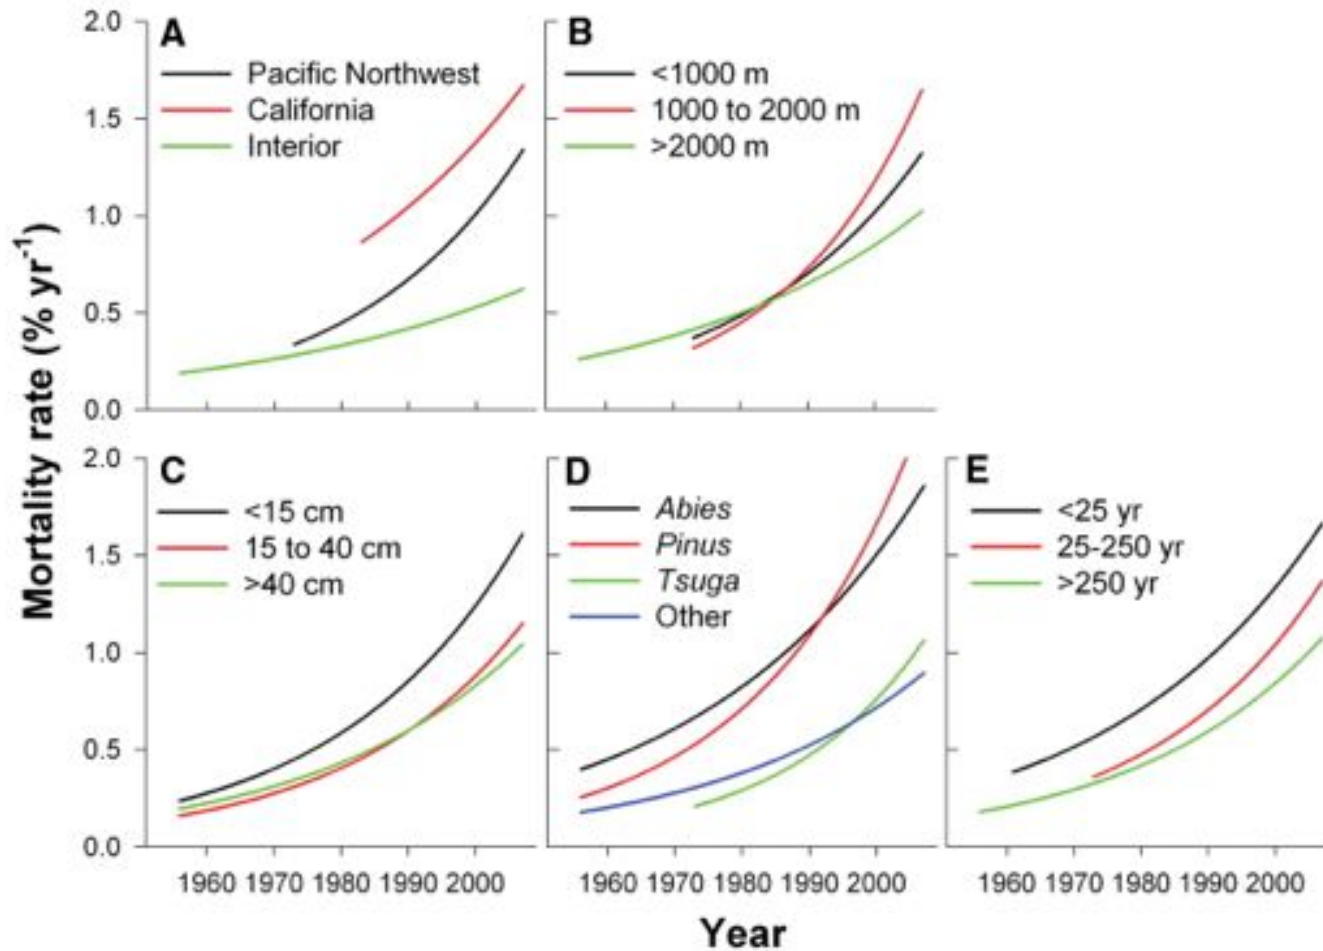 Mortality rate (% yr⁻¹)
2.0
1.5
1.0
0.5
0.0
A
Pacific Northwest
California
Interior
B
<1000 m
1000 to 2000 m
>2000 m
2.0
1.5
1.0
0.5
0.0
C
<15 cm
15 to 40 cm
>40 cm
1960 1970 1980 1990 2000
D
Abies
Pinus
Tsuga
Other
1960 1970 1980 1990 2000
E
<25 yr
25-250 yr
>250 yr
1960 1970 1980 1990 2000
Year